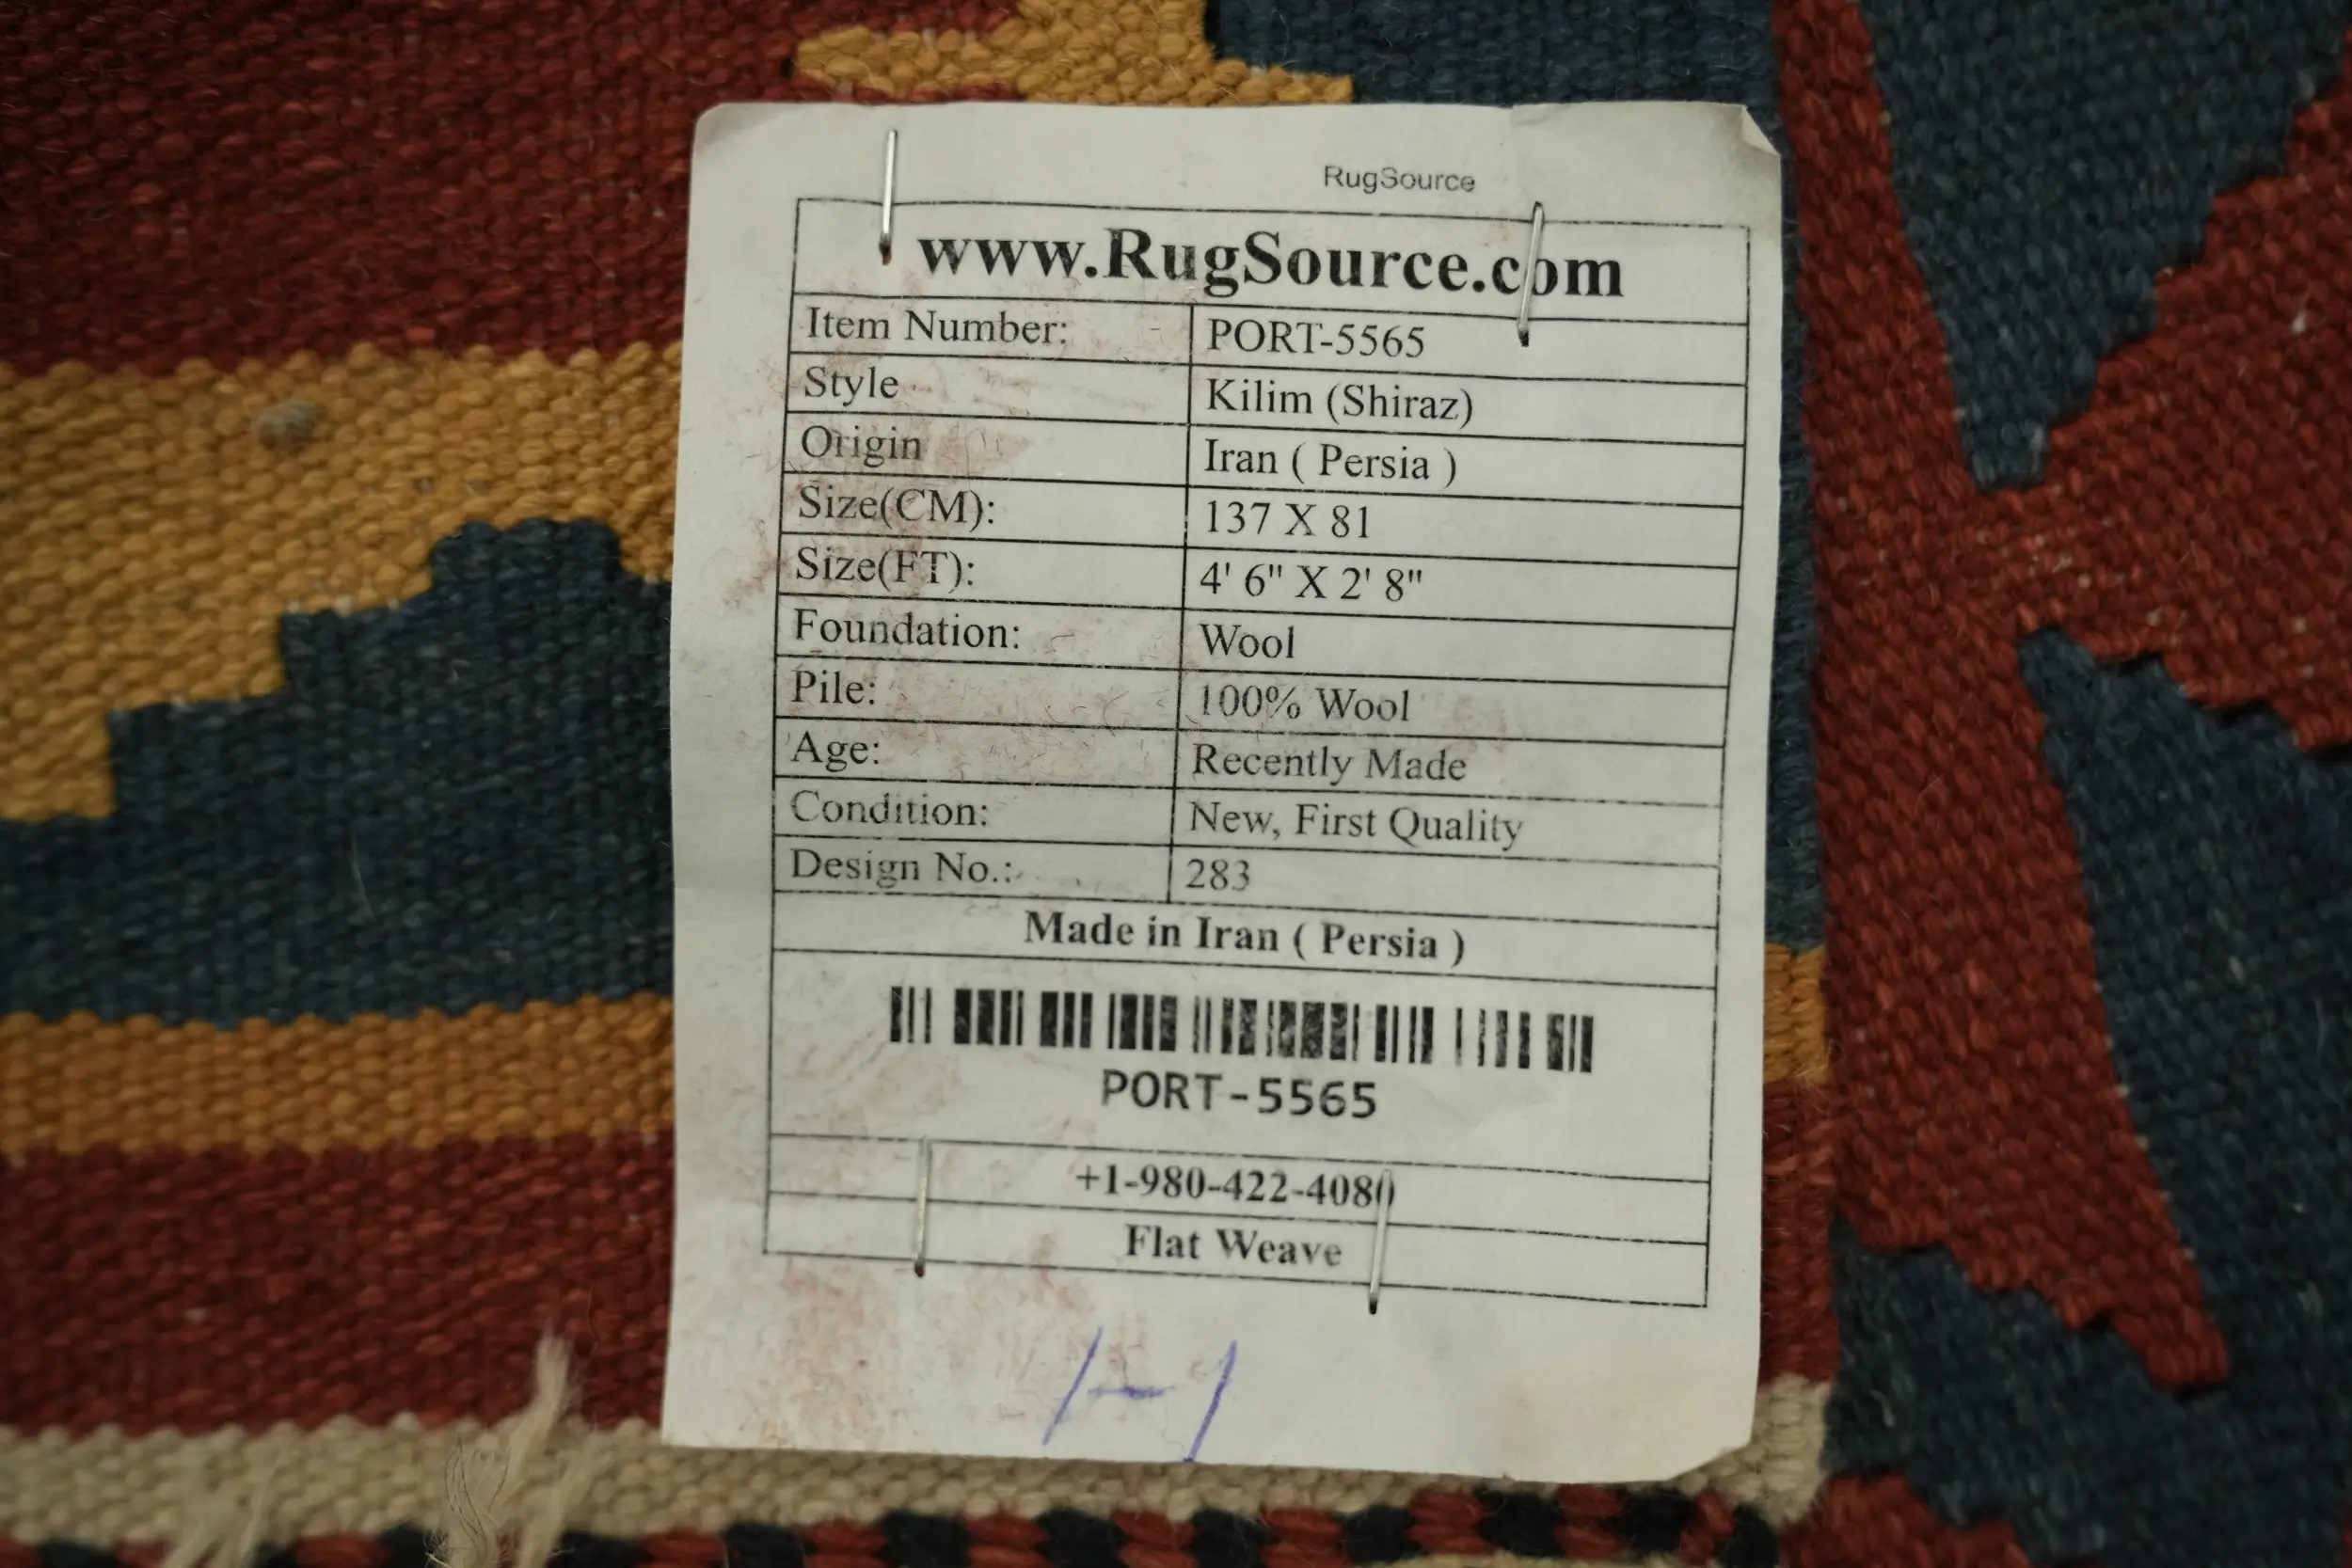 RugSource
www.RugSource.com
Item Number: PORT-5565
Style Kilim (Shiraz)
Origin Iran ( Persia )
Size(CM): 137 X 81
Size(FT): 4' 6" X 2' 8"
Foundation: Wool
Pile: 100% Wool
Age: Recently Made
Condition: New, First Quality
Design No.: 283
Made in Iran ( Persia )
PORT-5565
+1-980-422-4080
Flat Weave
1-1